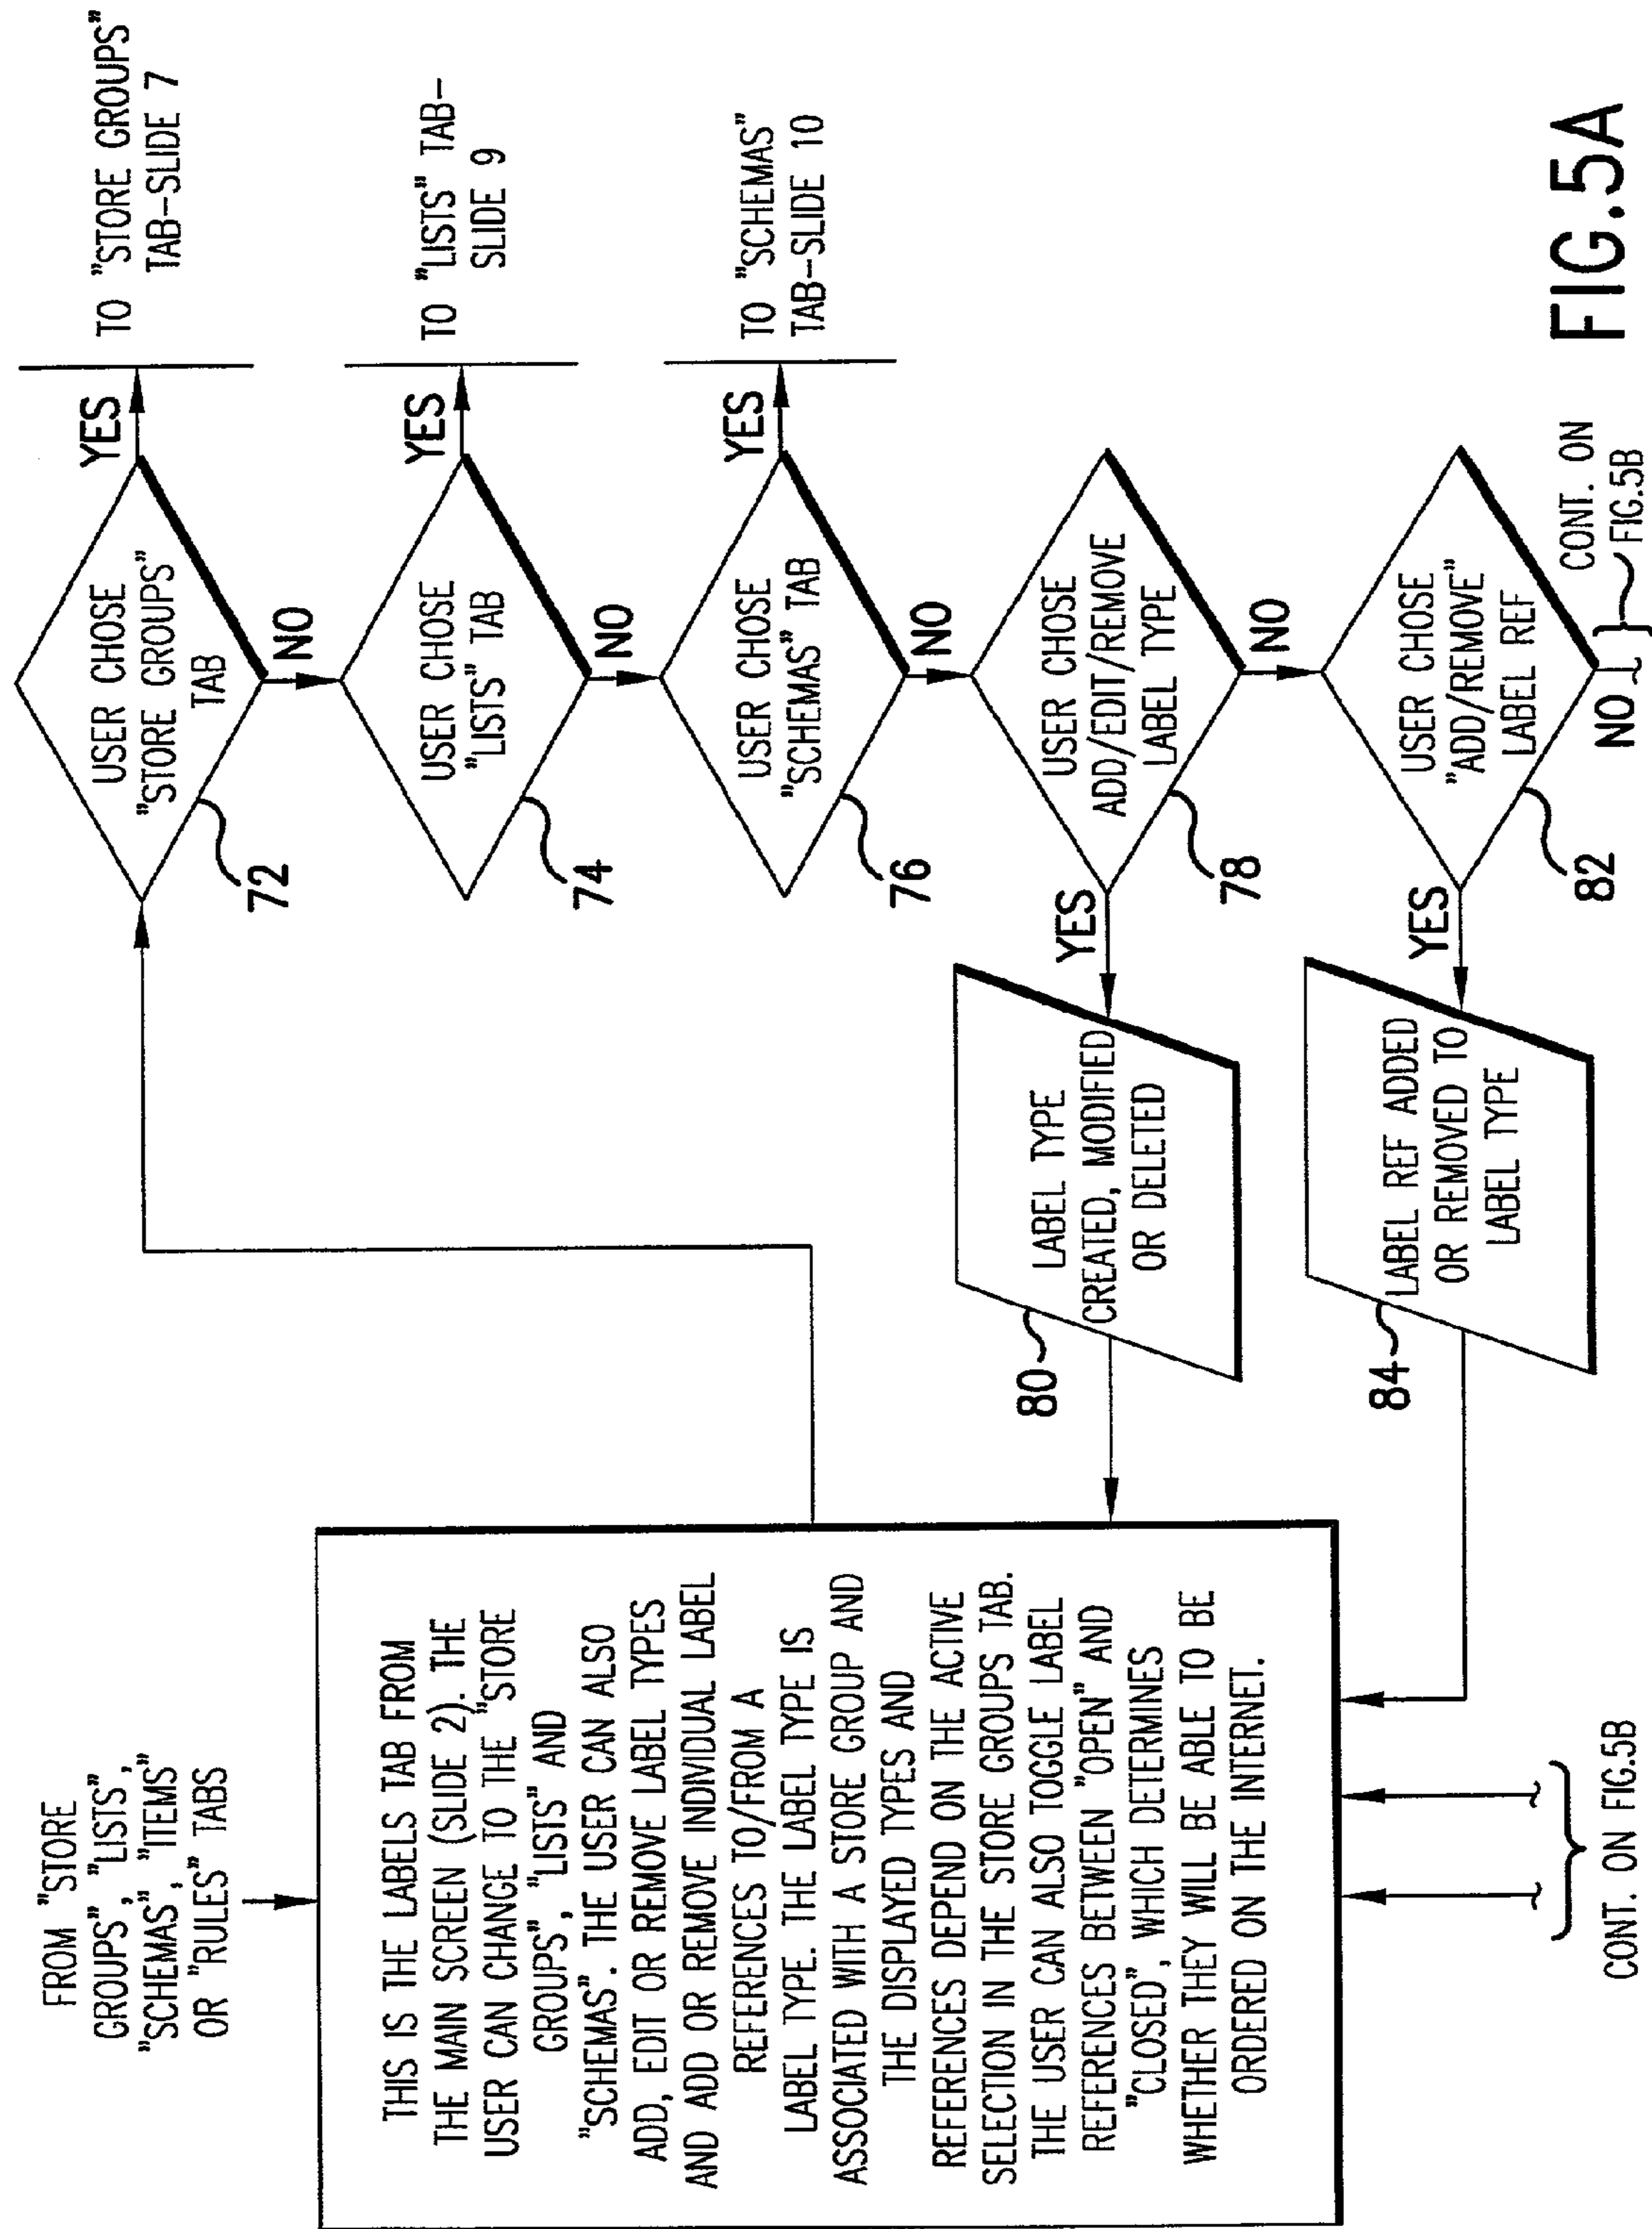 FROM "STORE
GROUPS", "LISTS",
"SCHEMAS", "ITEMS"
OR "RULES" TABS
THIS IS THE LABELS TAB FROM
THE MAIN SCREEN (SLIDE 2). THE
USER CAN CHANGE TO THE "STORE
GROUPS", "LISTS" AND
"SCHEMAS". THE USER CAN ALSO
ADD, EDIT OR REMOVE LABEL TYPES
AND ADD OR REMOVE INDIVIDUAL LABEL
REFERENCES TO/FROM A
LABEL TYPE. THE LABEL TYPE IS
ASSOCIATED WITH A STORE GROUP AND
THE DISPLAYED TYPES AND
REFERENCES DEPEND ON THE ACTIVE
SELECTION IN THE STORE GROUPS TAB.
THE USER CAN ALSO TOGGLE LABEL
REFERENCES BETWEEN "OPEN" AND
"CLOSED", WHICH DETERMINES
WHETHER THEY WILL BE ABLE TO BE
ORDERED ON THE INTERNET.
CONT. ON FIG.5B
USER CHOSE
"STORE GROUPS"
TAB
72
YES
TO "STORE GROUPS"
TAB-SLIDE 7
NO
USER CHOSE
"LISTS" TAB
74
YES
TO "LISTS" TAB-
SLIDE 9
NO
USER CHOSE
"SCHEMAS" TAB
76
YES
TO "SCHEMAS"
TAB-SLIDE 10
NO
USER CHOSE
ADD/EDIT/REMOVE
LABEL TYPE
78
YES
LABEL TYPE
CREATED, MODIFIED
OR DELETED
80
NO
USER CHOSE
"ADD/REMOVE"
LABEL REF
82
YES
LABEL REF ADDED
OR REMOVED TO
LABEL TYPE
84
NO
CONT. ON
FIG.5B
FIG.5A